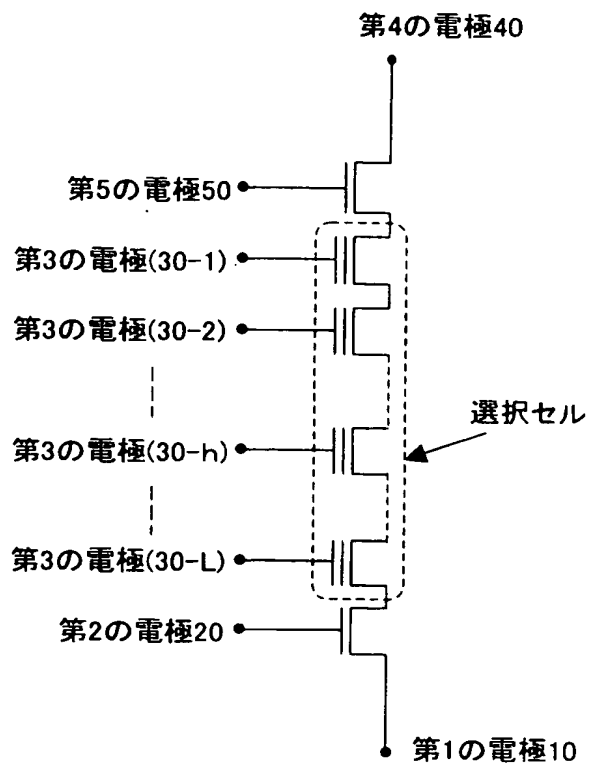 第4の電極40
第5の電極50
第3の電極(30-1)
第3の電極(30-2)
選択セル
第3の電極(30-h)
第3の電極(30-L)
第2の電極20
第1の電極10